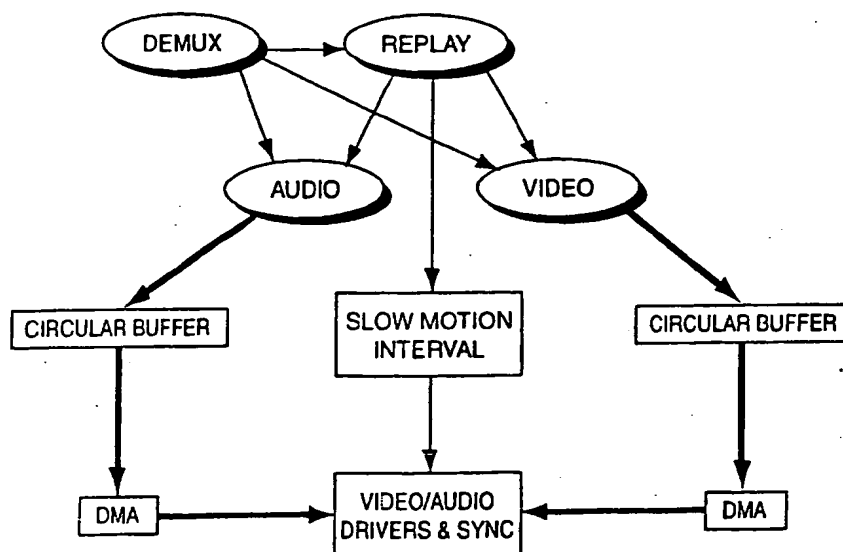 DEMUX
REPLAY
AUDIO
VIDEO
CIRCULAR BUFFER
SLOW MOTION
INTERVAL
CIRCULAR BUFFER
DMA
VIDEO/AUDIO
DRIVERS & SYNC
DMA